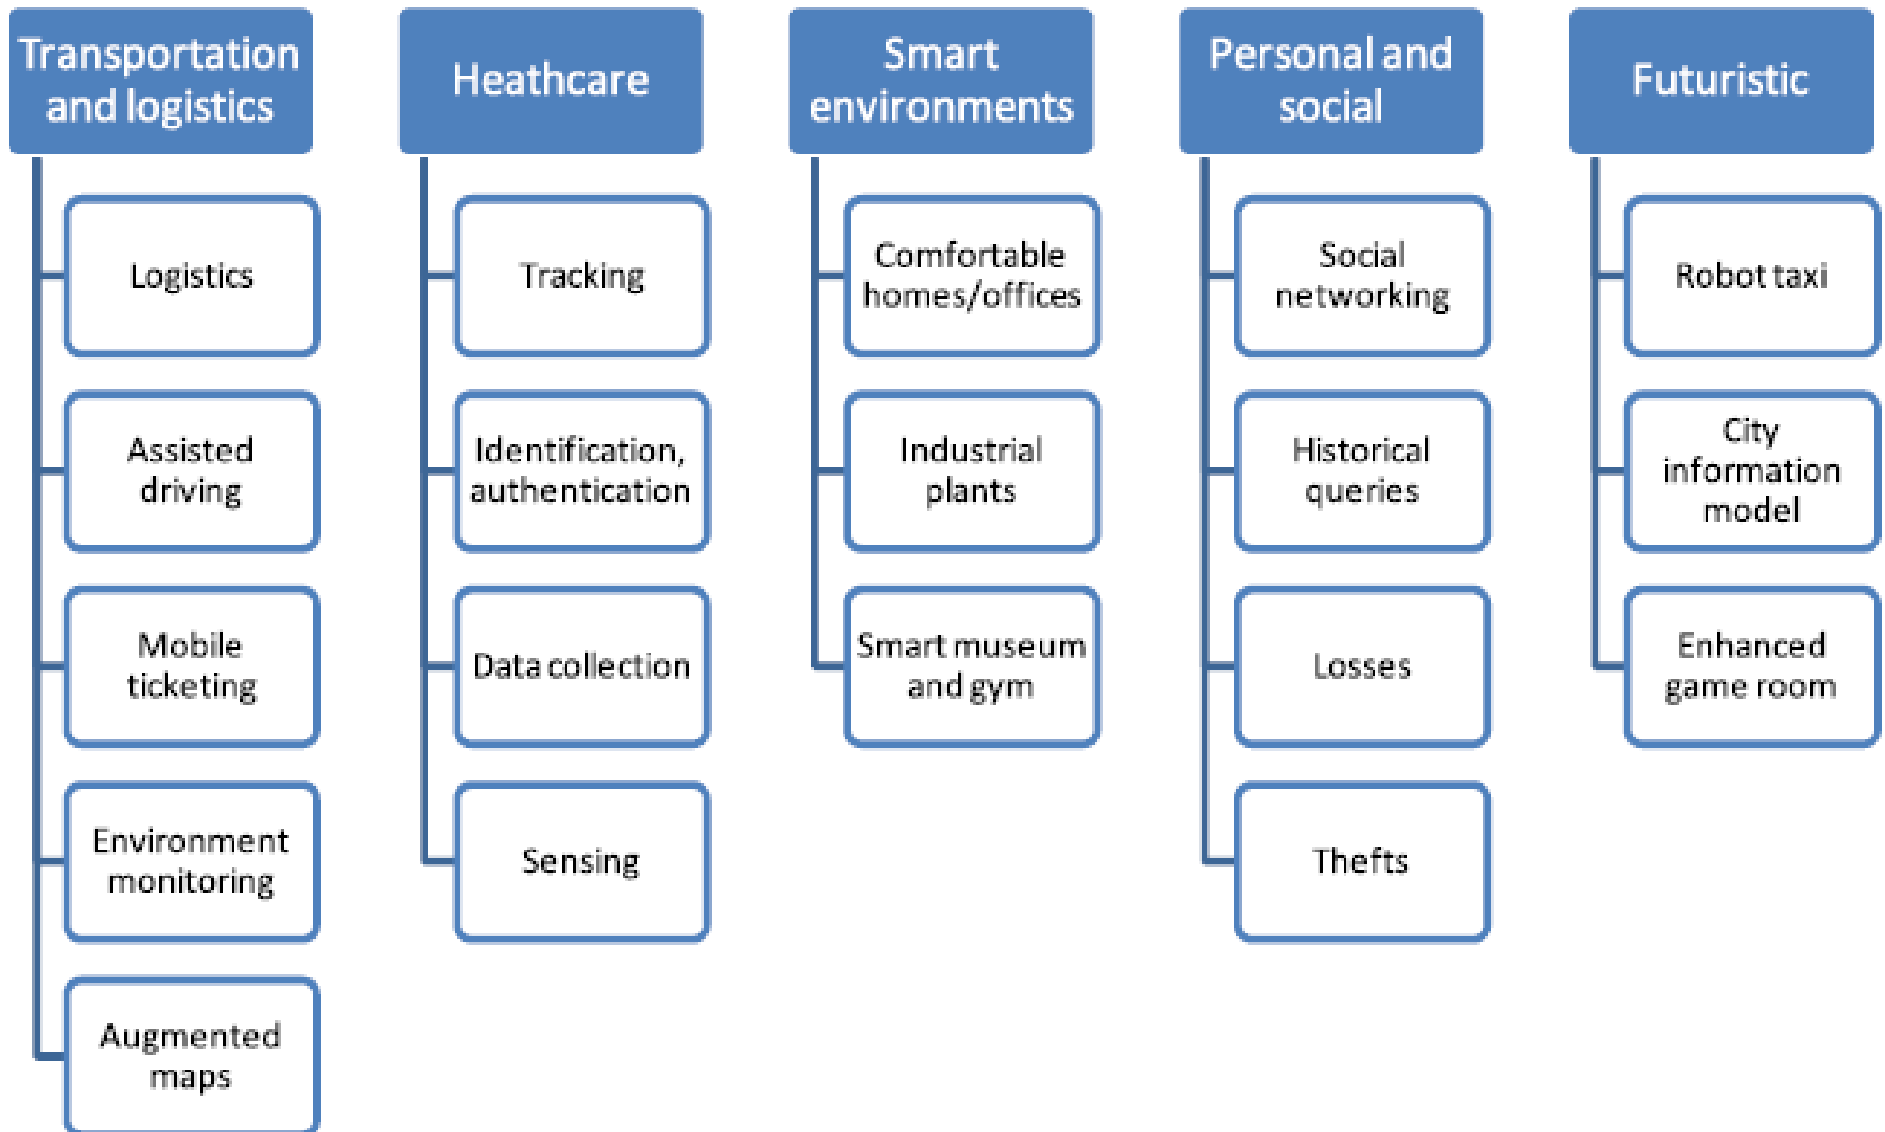 Transportation
and logistics
Logistics
Assisted
driving
Mobile
ticketing
Environment
monitoring
Augmented
maps
Heathcare
Tracking
Identification,
authentication
Data collection
Sensing
Smart
environments
Comfortable
homes/offices
Industrial
plants
Smart museum
and gym
Personal and
social
Social
networking
Historical
queries
Losses
Thefts
Futuristic
Robot taxi
City
information
model
Enhanced
game room